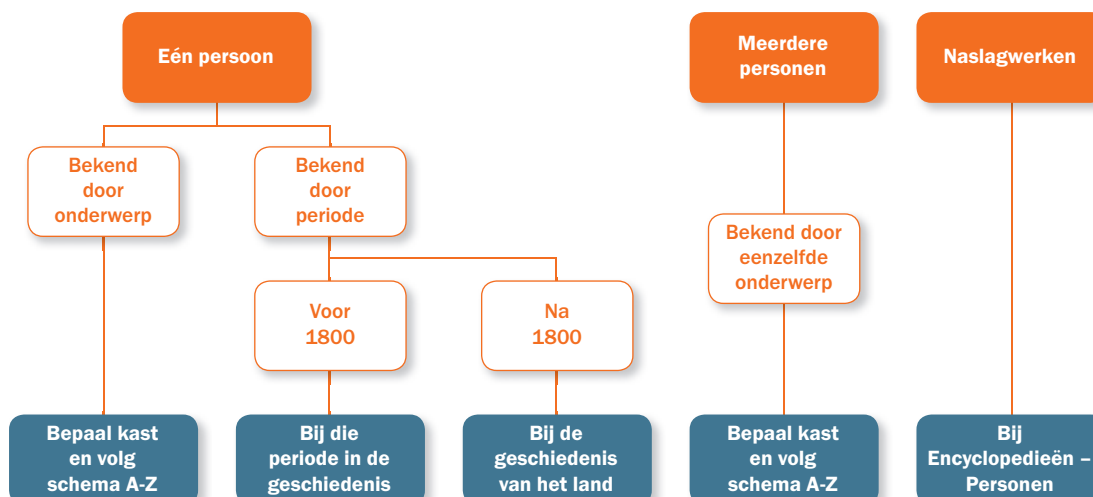 Eén persoon
Meerdere
personen
Naslagwerken
Bekend
door
onderwerp
Bekend
door
periode
Bekend door
eenzelfde
onderwerp
Voor
1800
Na
1800
Bepaal kast
en volg
schema A-Z
Bij die
periode in de
geschiedenis
Bij de
geschiedenis
van het land
Bepaal kast
en volg
schema A-Z
Bij
Encyclopedieën –
Personen